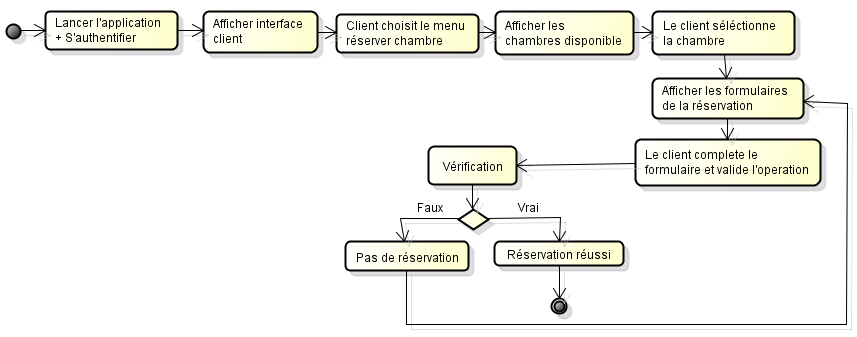 Lancer l'application
+ S'authentifier
Afficher interface
client
Client choisit le menu
réserver chambre
Afficher les
chambres disponible
Le client séléctionne
la chambre
Afficher les formulaires
de la réservation
Le client complete le
formulaire et valide l'operation
Vérification
Faux
Vrai
Pas de réservation
Réservation réussi